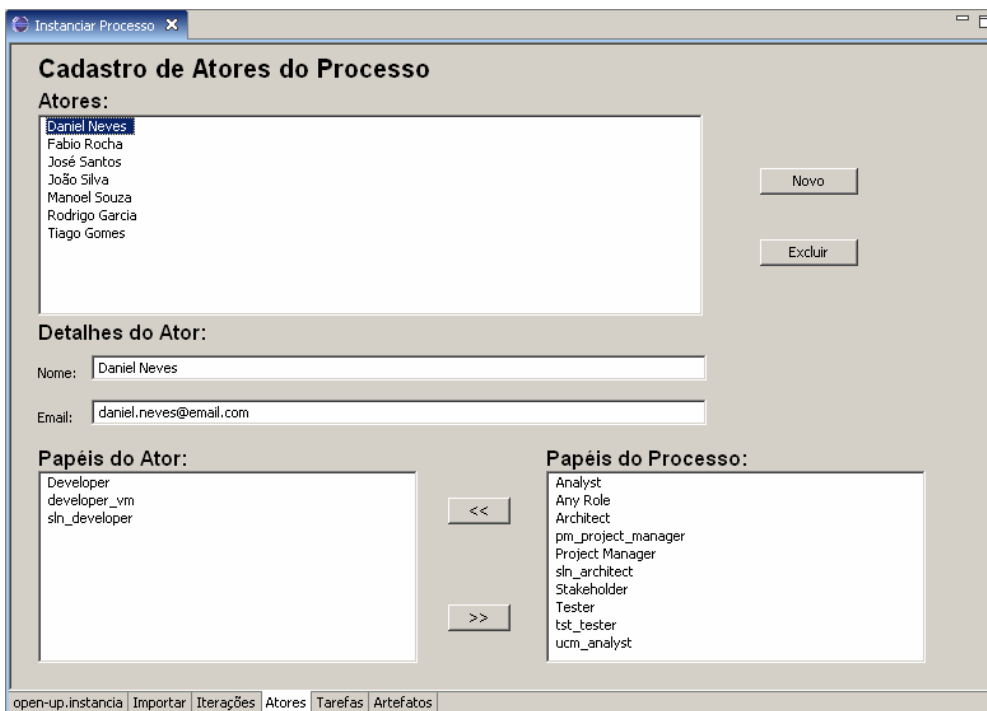 Instanciar Processo
Cadastro de Atores do Processo
Atores:
Daniel Neves
Fabio Rocha
José Santos
João Silva
Manoel Souza
Rodrigo Garcia
Tiago Gomes
Novo
Excluir
Detalhes do Ator:
Nome: Daniel Neves
Email: daniel.neves@email.com
Papéis do Ator:
Developer
developer_vm
sln_developer
<<
>>
Papéis do Processo:
Analyst
Any Role
Architect
pm_project_manager
Project Manager
sln_architect
Stakeholder
Tester
tst_tester
ucm_analyst
open-up.instancia Importar Iterações Atores Tarefas Artefatos